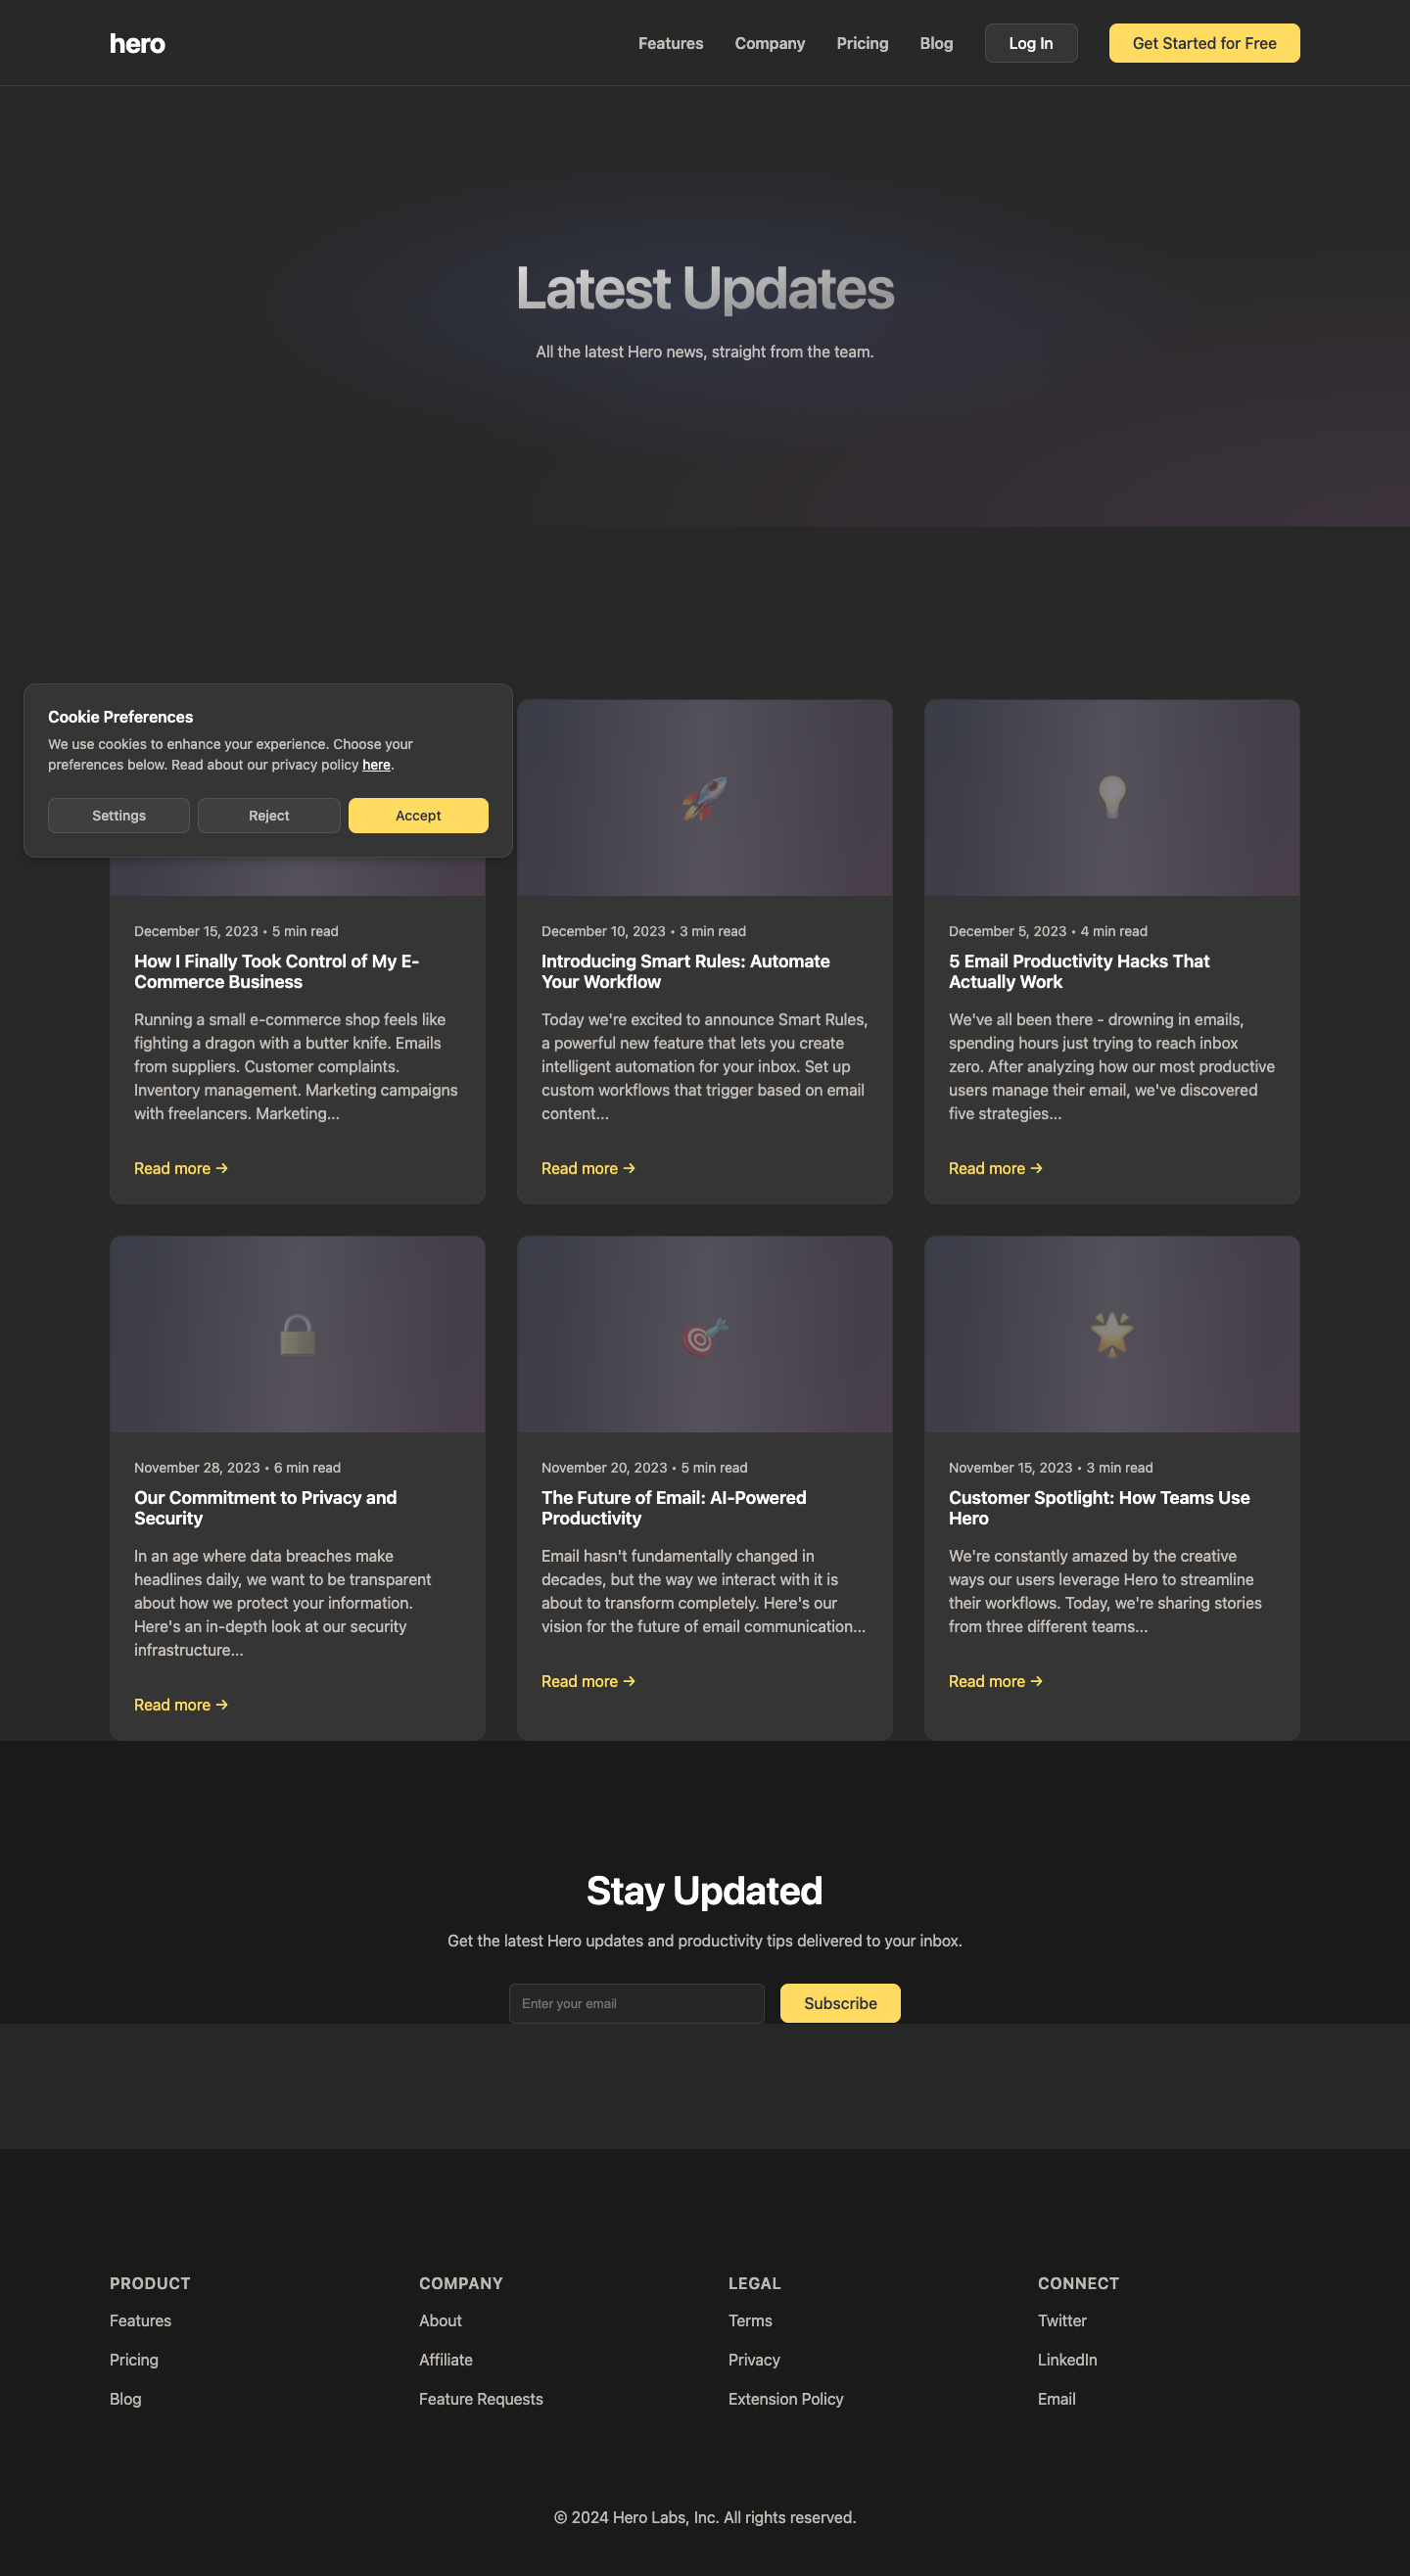 hero
Features
Company
Pricing
Blog
Log In
Get Started for Free
Latest Updates
All the latest Hero news, straight from the team.
Cookie Preferences
We use cookies to enhance your experience. Choose your
preferences below. Read about our privacy policy here.
Settings
Reject
Accept
December 15, 2023 • 5 min read
How I Finally Took Control of My E-
Commerce Business
Running a small e-commerce shop feels like
fighting a dragon with a butter knife. Emails
from suppliers. Customer complaints.
Inventory management. Marketing campaigns
with freelancers. Marketing...
Read more →
December 10, 2023 • 3 min read
Introducing Smart Rules: Automate
Your Workflow
Today we're excited to announce Smart Rules,
a powerful new feature that lets you create
intelligent automation for your inbox. Set up
custom workflows that trigger based on email
content...
Read more →
December 5, 2023 • 4 min read
5 Email Productivity Hacks That
Actually Work
We've all been there - drowning in emails,
spending hours just trying to reach inbox
zero. After analyzing how our most productive
users manage their email, we've discovered
five strategies...
Read more →
November 28, 2023 • 6 min read
Our Commitment to Privacy and
Security
In an age where data breaches make
headlines daily, we want to be transparent
about how we protect your information.
Here's an in-depth look at our security
infrastructure...
Read more →
November 20, 2023 • 5 min read
The Future of Email: AI-Powered
Productivity
Email hasn't fundamentally changed in
decades, but the way we interact with it is
about to transform completely. Here's our
vision for the future of email communication...
Read more →
November 15, 2023 • 3 min read
Customer Spotlight: How Teams Use
Hero
We're constantly amazed by the creative
ways our users leverage Hero to streamline
their workflows. Today, we're sharing stories
from three different teams...
Read more →
Stay Updated
Get the latest Hero updates and productivity tips delivered to your inbox.
Enter your email
Subscribe
PRODUCT
Features
Pricing
Blog
COMPANY
About
Affiliate
Feature Requests
LEGAL
Terms
Privacy
Extension Policy
CONNECT
Twitter
LinkedIn
Email
© 2024 Hero Labs, Inc. All rights reserved.